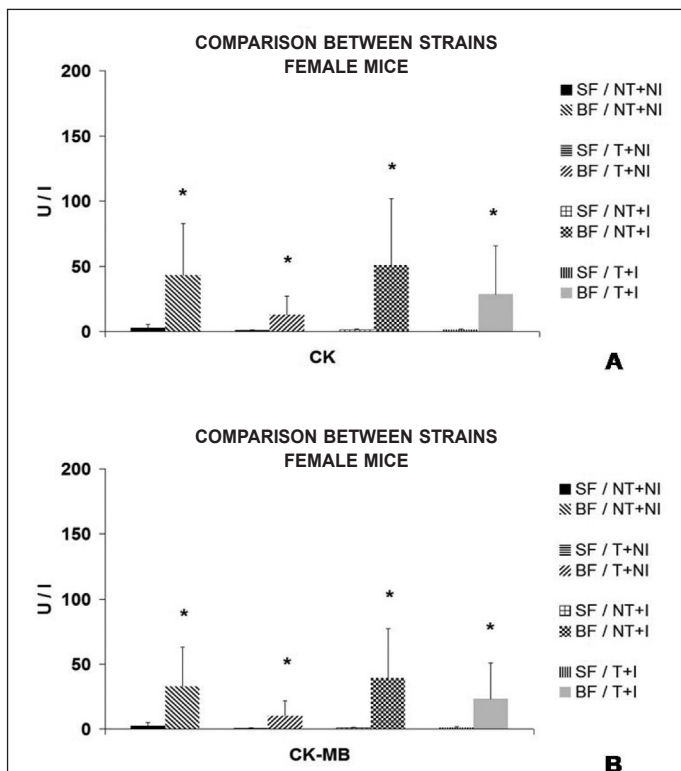 COMPARISON BETWEEN STRAINS
FEMALE MICE
200
150
100
50
0
U / I
* * * *
CK
SF / NT+NI
BF / NT+NI
SF / T+NI
BF / T+NI
SF / NT+I
BF / NT+I
SF / T+I
BF / T+I
A
COMPARISON BETWEEN STRAINS
FEMALE MICE
200
150
100
50
0
U / I
* * * *
CK-MB
SF / NT+NI
BF / NT+NI
SF / T+NI
BF / T+NI
SF / NT+I
BF / NT+I
SF / T+I
BF / T+I
B